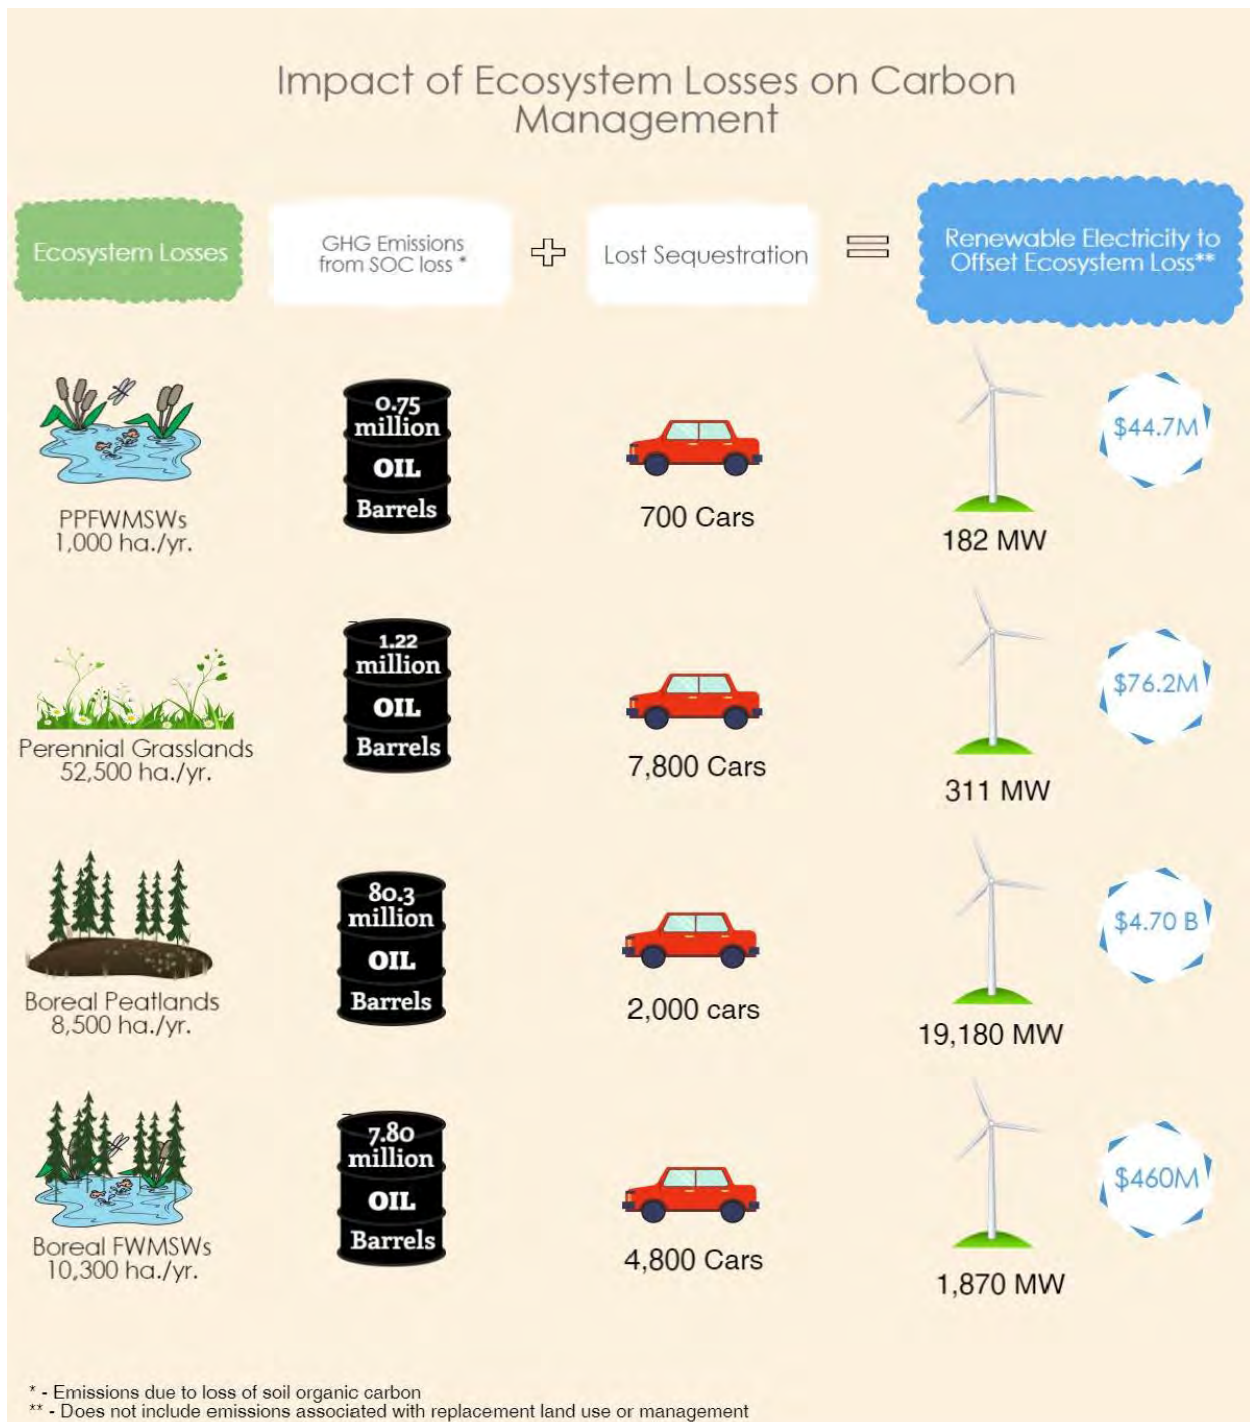 Impact of Ecosystem Losses on Carbon
Management
Ecosystem Losses
GHG Emissions
from SOC loss *
+
Lost Sequestration
=
Renewable Electricity to
Offset Ecosystem Loss**
PPFWMSWs
1,000 ha./yr.
0.75
million
OIL
Barrels
700 Cars
182 MW
$44.7M
Perennial Grasslands
52,500 ha./yr.
1.22
million
OIL
Barrels
7,800 Cars
311 MW
$76.2M
Boreal Peatlands
8,500 ha./yr.
80.3
million
OIL
Barrels
2,000 cars
19,180 MW
$4.70 B
Boreal FWMSWs
10,300 ha./yr.
7.80
million
OIL
Barrels
4,800 Cars
1,870 MW
$460M
* - Emissions due to loss of soil organic carbon
** - Does not include emissions associated with replacement land use or management